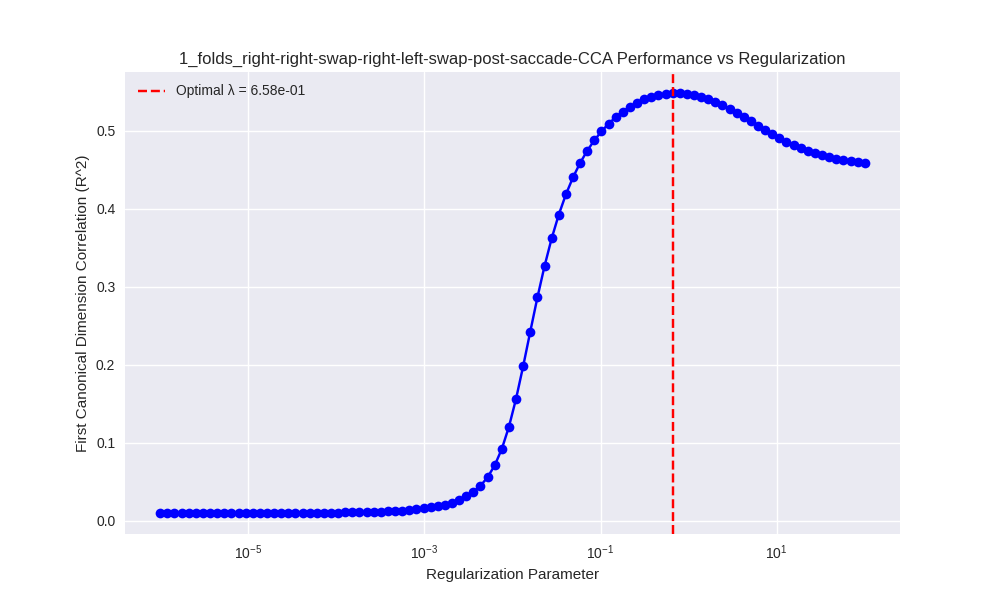 1_folds_right-right-swap-right-left-swap-post-saccade-CCA Performance vs Regularization
Optimal λ = 6.58e-01
First Canonical Dimension Correlation (R^2)
0.5
0.4
0.3
0.2
0.1
0.0
10⁻⁵ 10⁻³ 10⁻¹ 10¹
Regularization Parameter